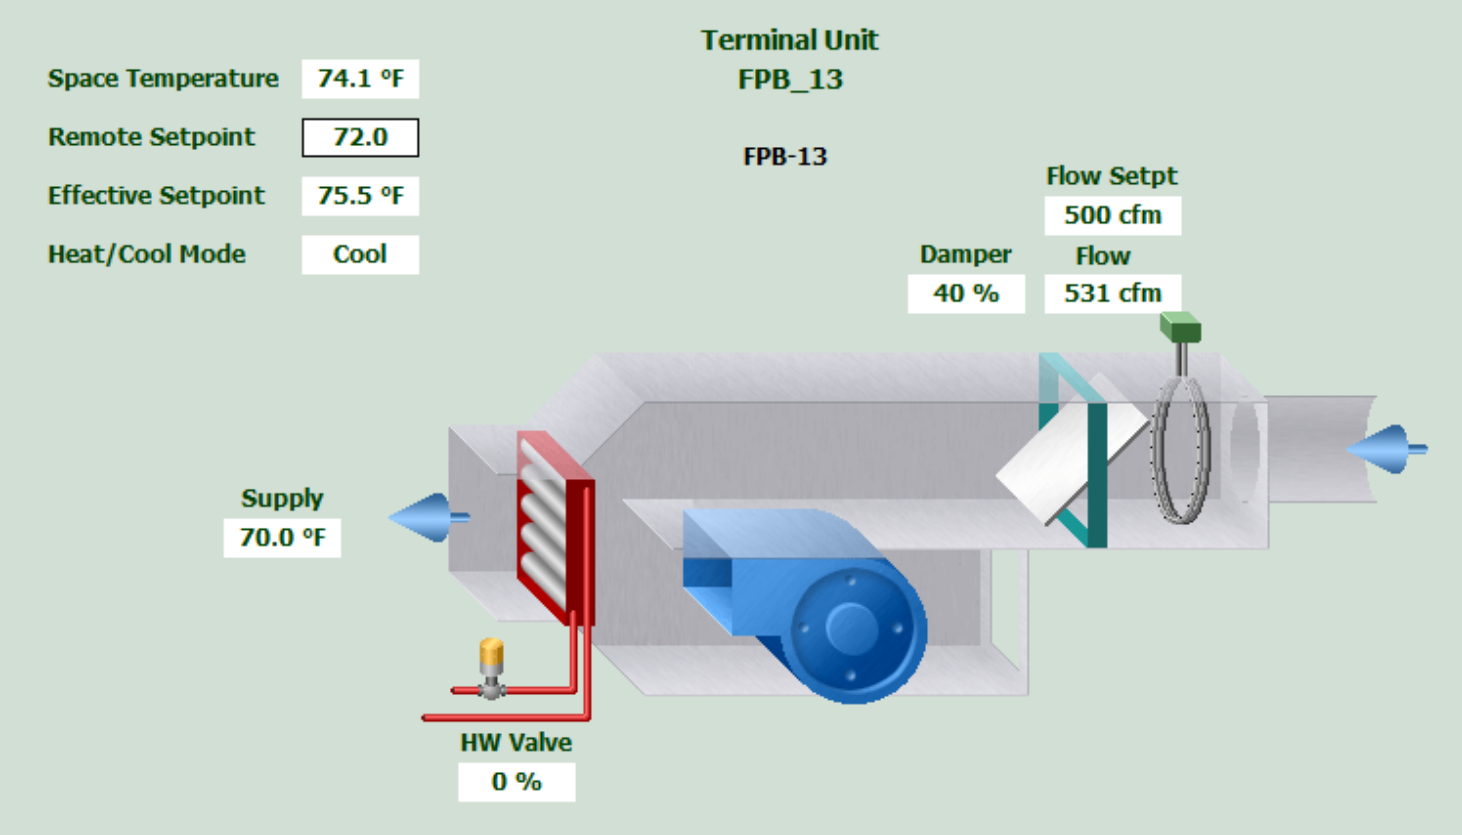 Terminal Unit
FPB_13
FPB-13
Space Temperature 74.1 °F
Remote Setpoint 72.0
Effective Setpoint 75.5 °F
Heat/Cool Mode Cool
Flow Setpt
500 cfm
Damper
40 %
Flow
531 cfm
Supply
70.0 °F
HW Valve
0 %